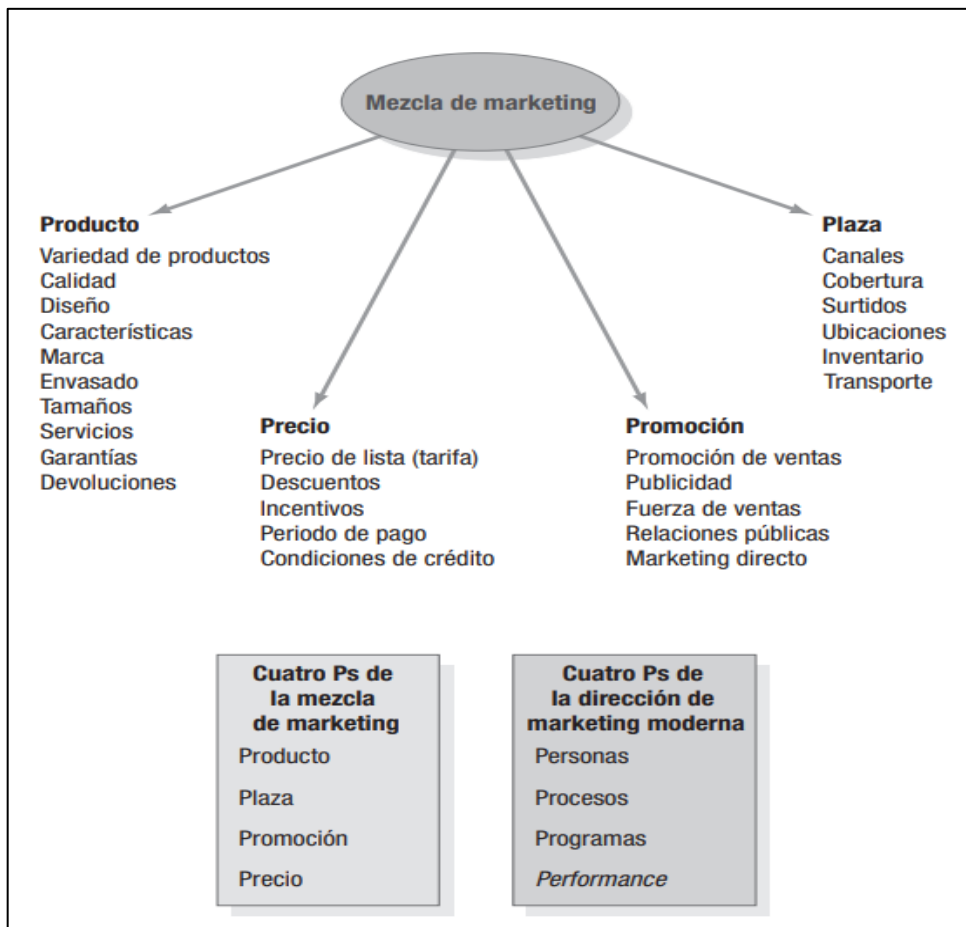 Mezcla de marketing
Producto
Variedad de productos
Calidad
Diseño
Características
Marca
Envasado
Tamaños
Servicios
Garantías
Devoluciones
Precio
Precio de lista (tarifa)
Descuentos
Incentivos
Periodo de pago
Condiciones de crédito
Promoción
Promoción de ventas
Publicidad
Fuerza de ventas
Relaciones públicas
Marketing directo
Plaza
Canales
Cobertura
Surtidos
Ubicaciones
Inventario
Transporte
Cuatro Ps de
la mezcla
de marketing
Producto
Plaza
Promoción
Precio
Cuatro Ps de
la dirección de
marketing moderna
Personas
Procesos
Programas
Performance